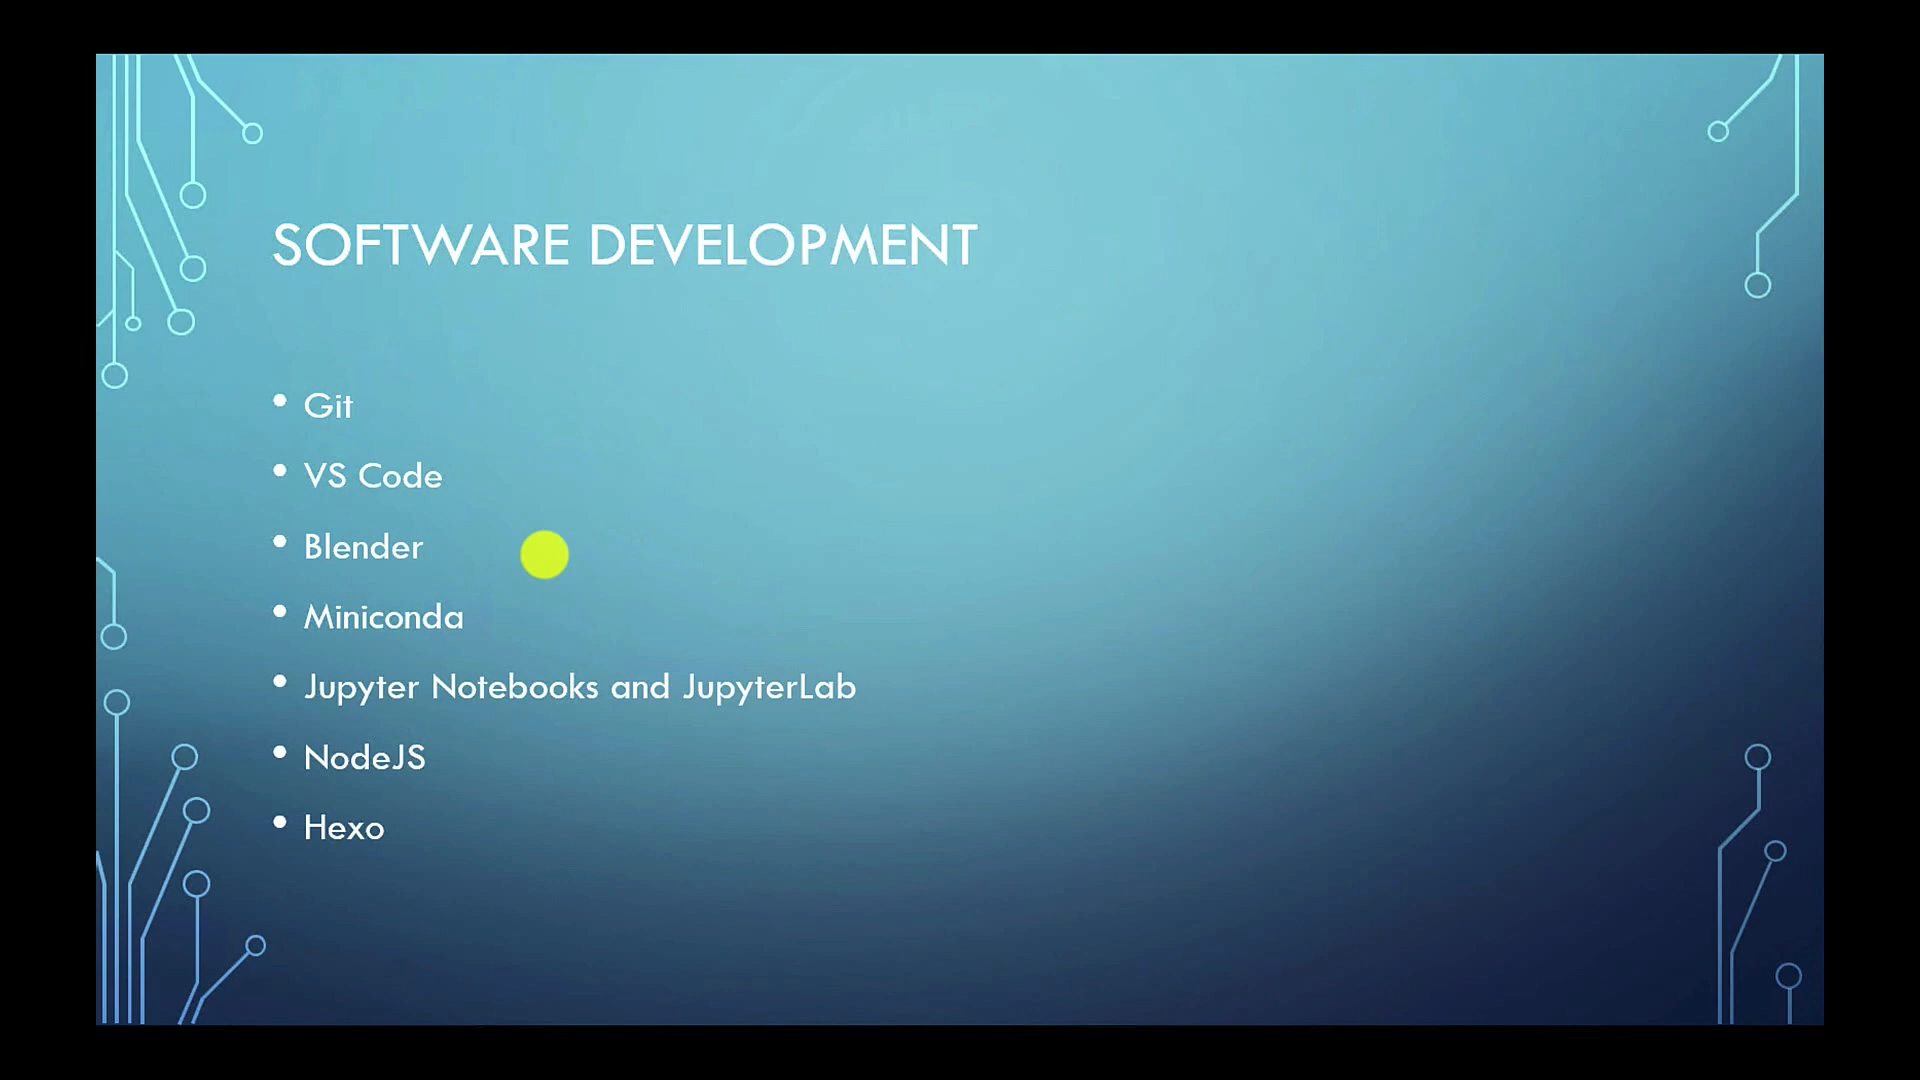 SOFTWARE DEVELOPMENT
• Git
• VS Code
• Blender
• Miniconda
• Jupyter Notebooks and JupyterLab
• NodeJS
• Hexo